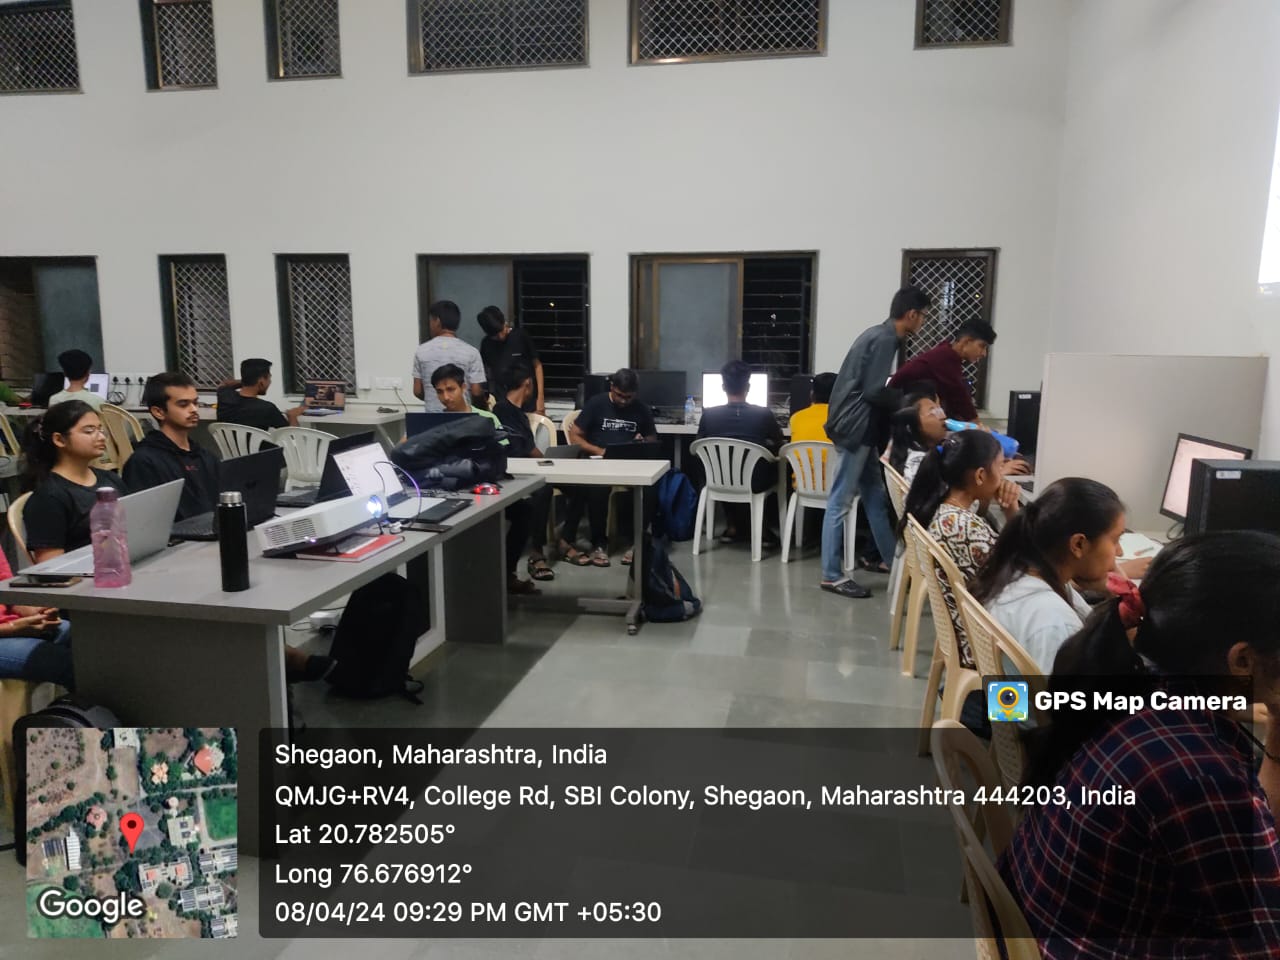 GPS Map Camera
Shegaon, Maharashtra, India
QMJG+RV4, College Rd, SBI Colony, Shegaon, Maharashtra 444203, India
Lat 20.782505°
Long 76.676912°
08/04/24 09:29 PM GMT +05:30
Google